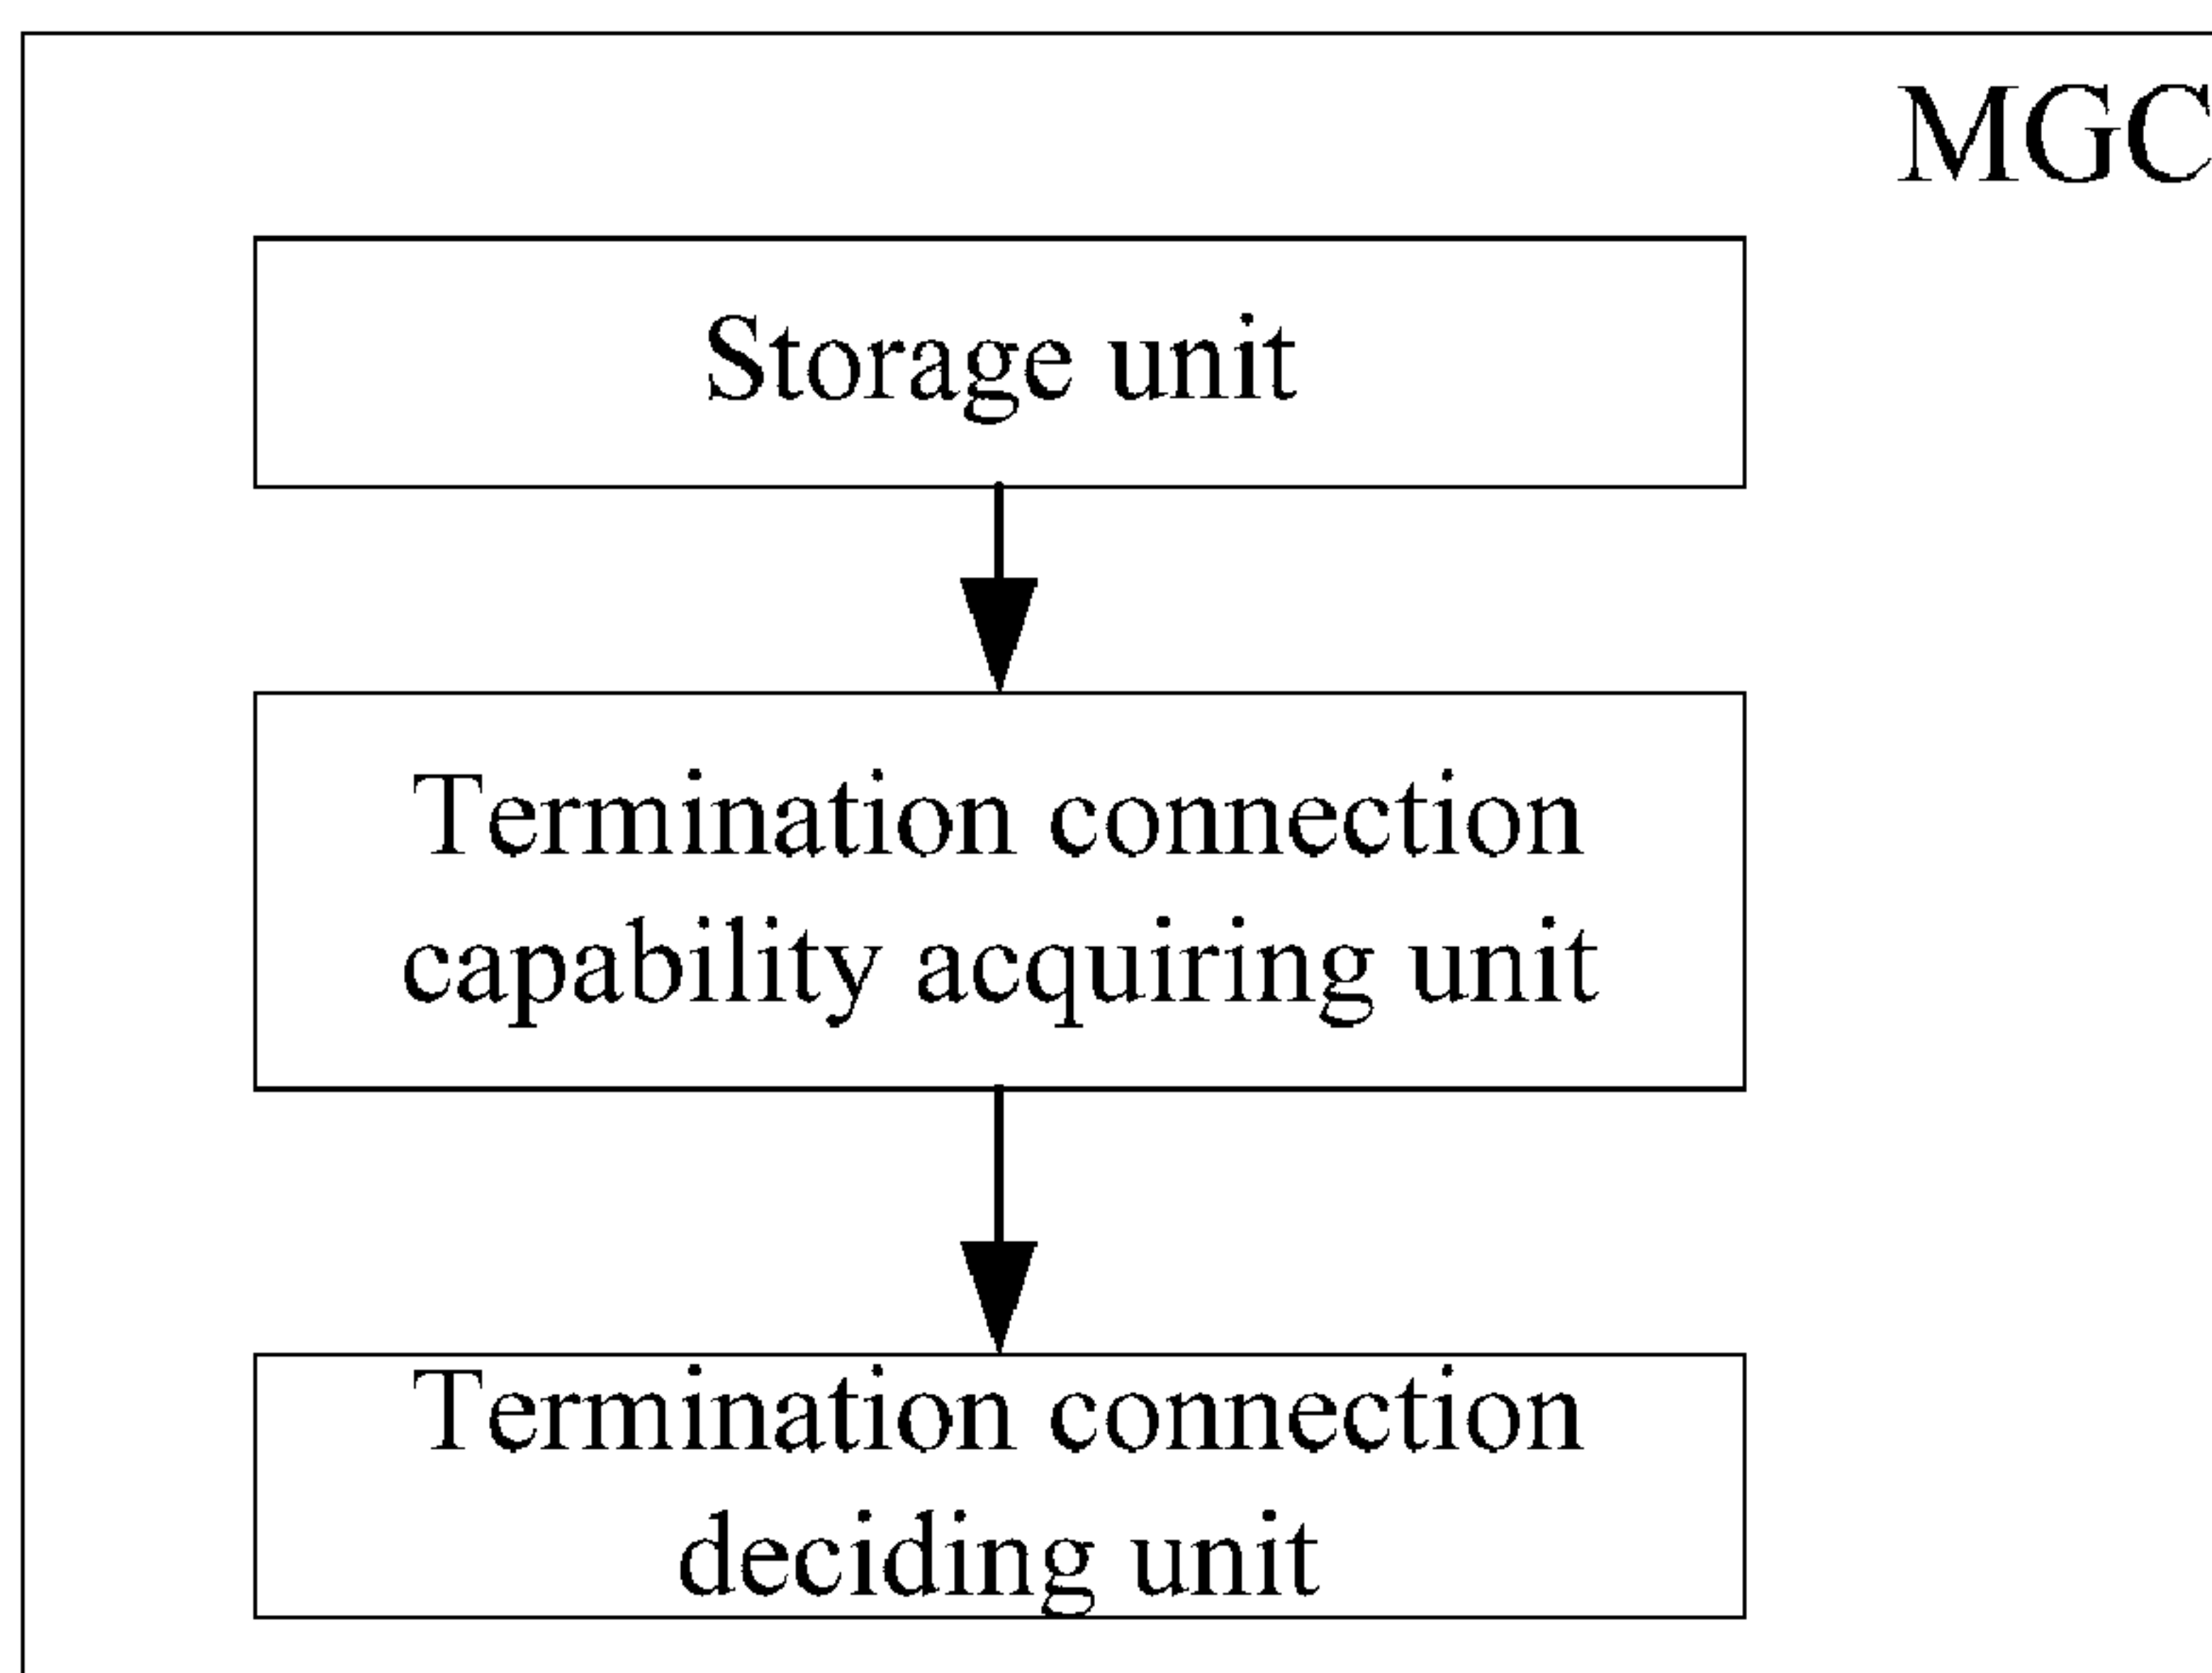 MGC
Storage unit
Termination connection
capability acquiring unit
Termination connection
deciding unit